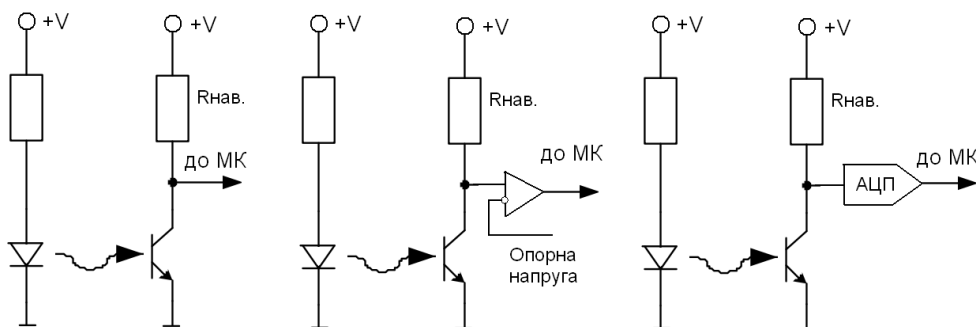 +V
+V
Rнав.
до МК
+V
+V
Rнав.
до МК
Опорна
напруга
+V
+V
Rнав.
до МК
АЦП